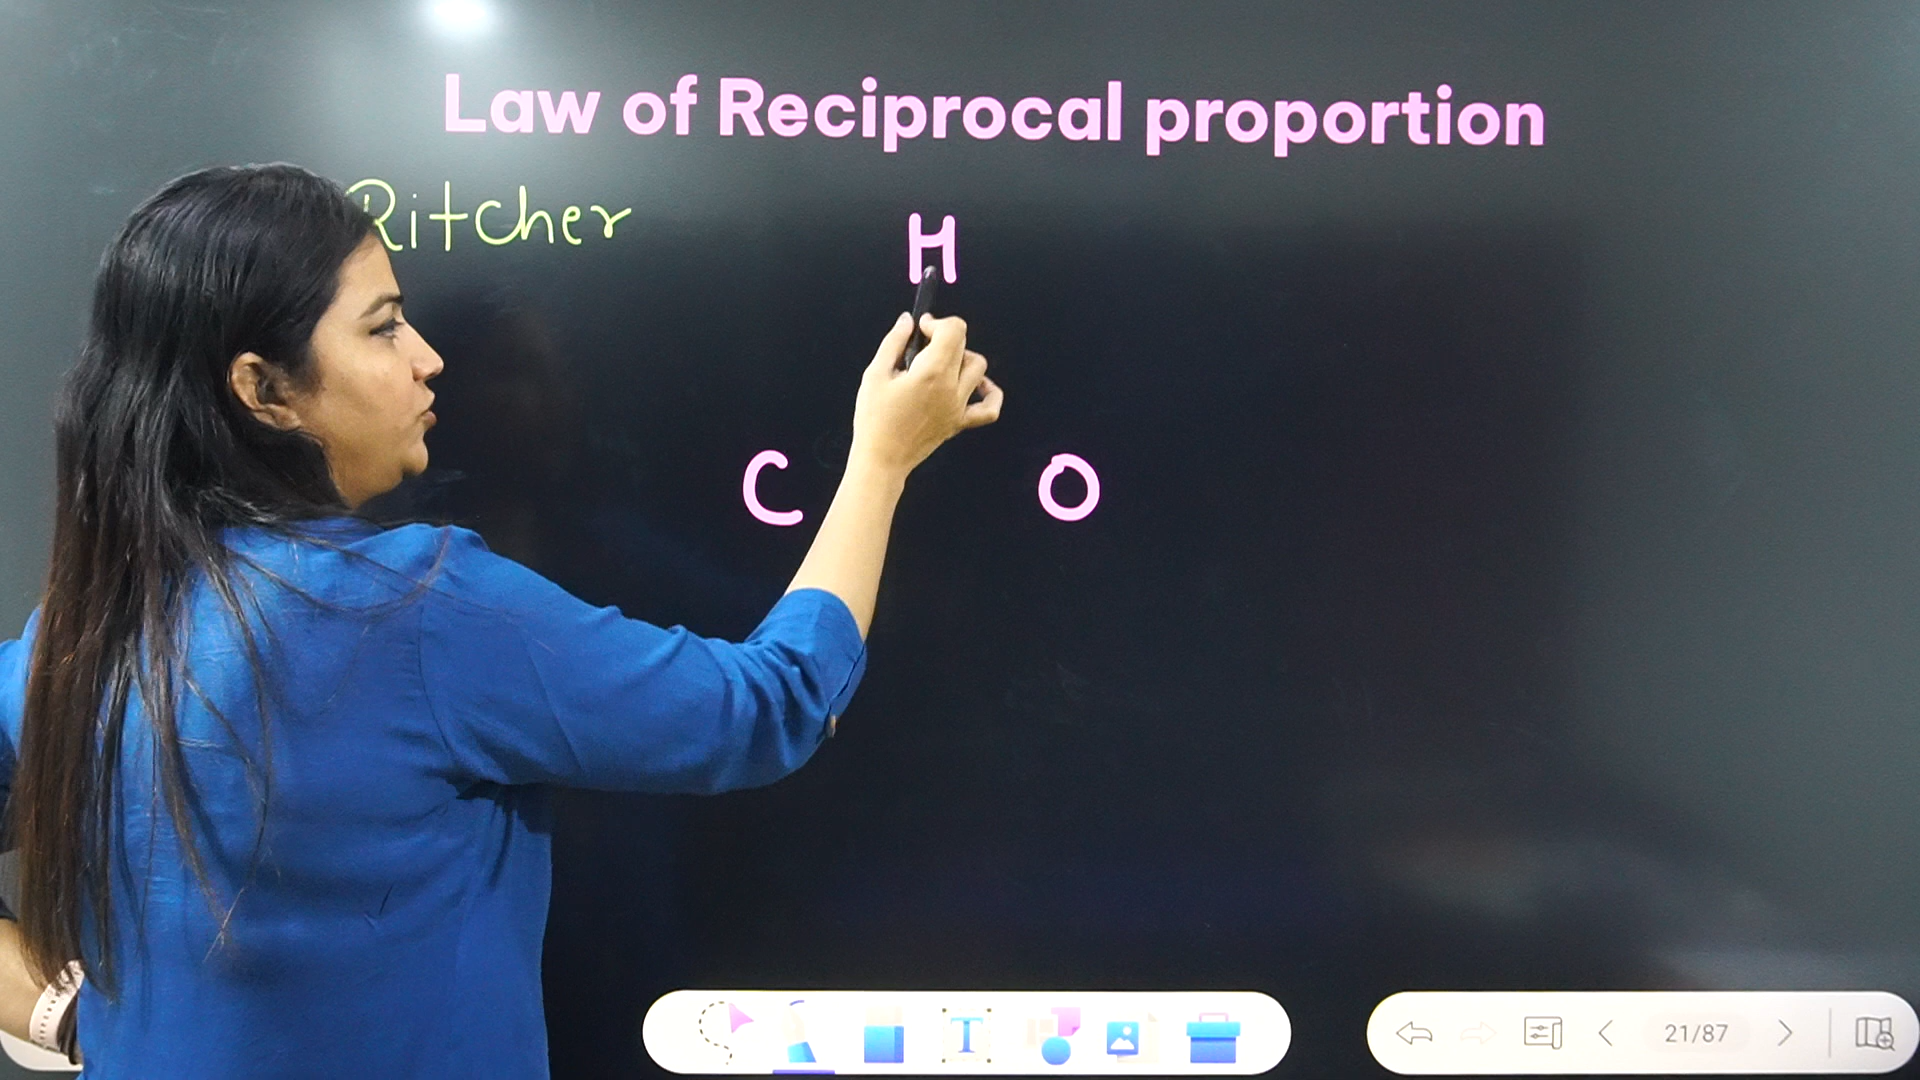 Law of Reciprocal proportion
Ritcher
H
C O
T
21/87